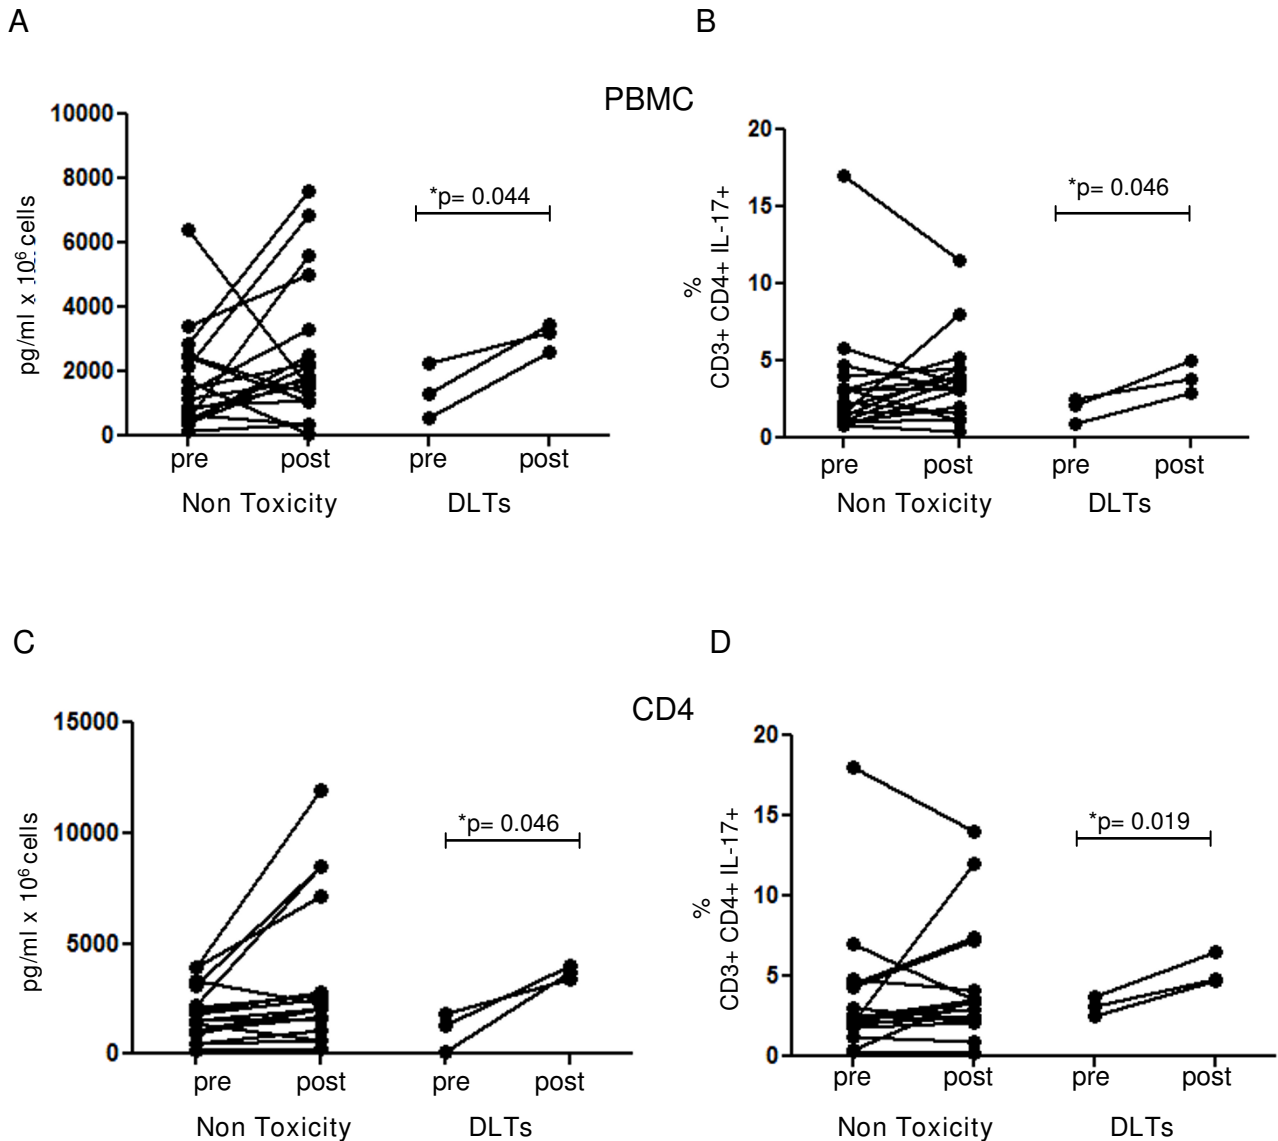 A
B
PBMC
10000
8000
6000
4000
2000
0
pg/ml x 10⁶ cells
*p= 0.044
pre
post
pre
post
Non Toxicity
DLTs
20
15
10
5
0
%
CD3+ CD4+ IL-17+
*p= 0.046
pre
post
pre
post
Non Toxicity
DLTs
C
D
CD4
15000
10000
5000
0
pg/ml x 10⁶ cells
*p= 0.046
pre
post
pre
post
Non Toxicity
DLTs
20
15
10
5
0
%
CD3+ CD4+ IL-17+
*p= 0.019
pre
post
pre
post
Non Toxicity
DLTs